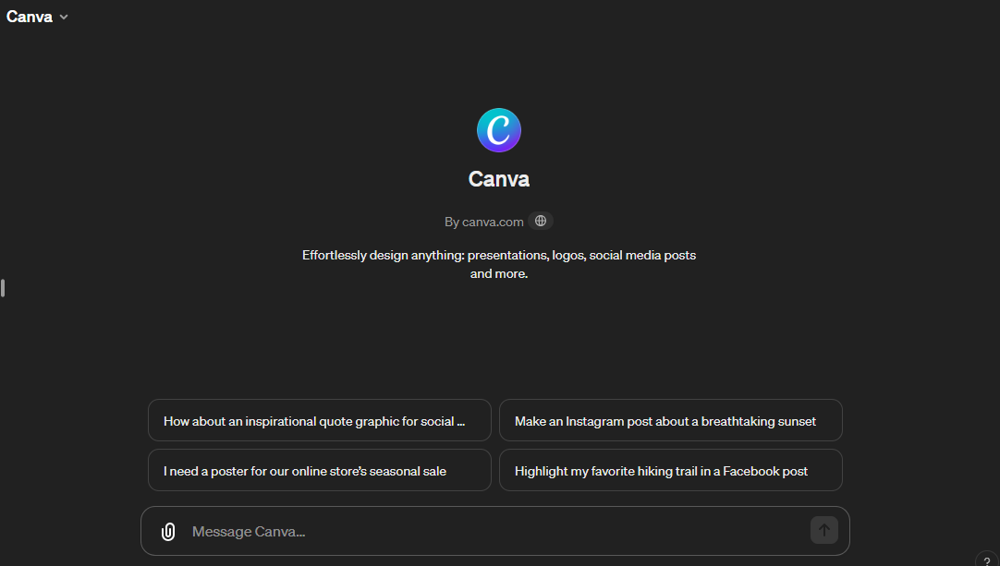 Canva
C
Canva
By canva.com
Effortlessly design anything: presentations, logos, social media posts
and more.
How about an inspirational quote graphic for social ...
Make an Instagram post about a breathtaking sunset
I need a poster for our online store's seasonal sale
Highlight my favorite hiking trail in a Facebook post
Message Canva...
?